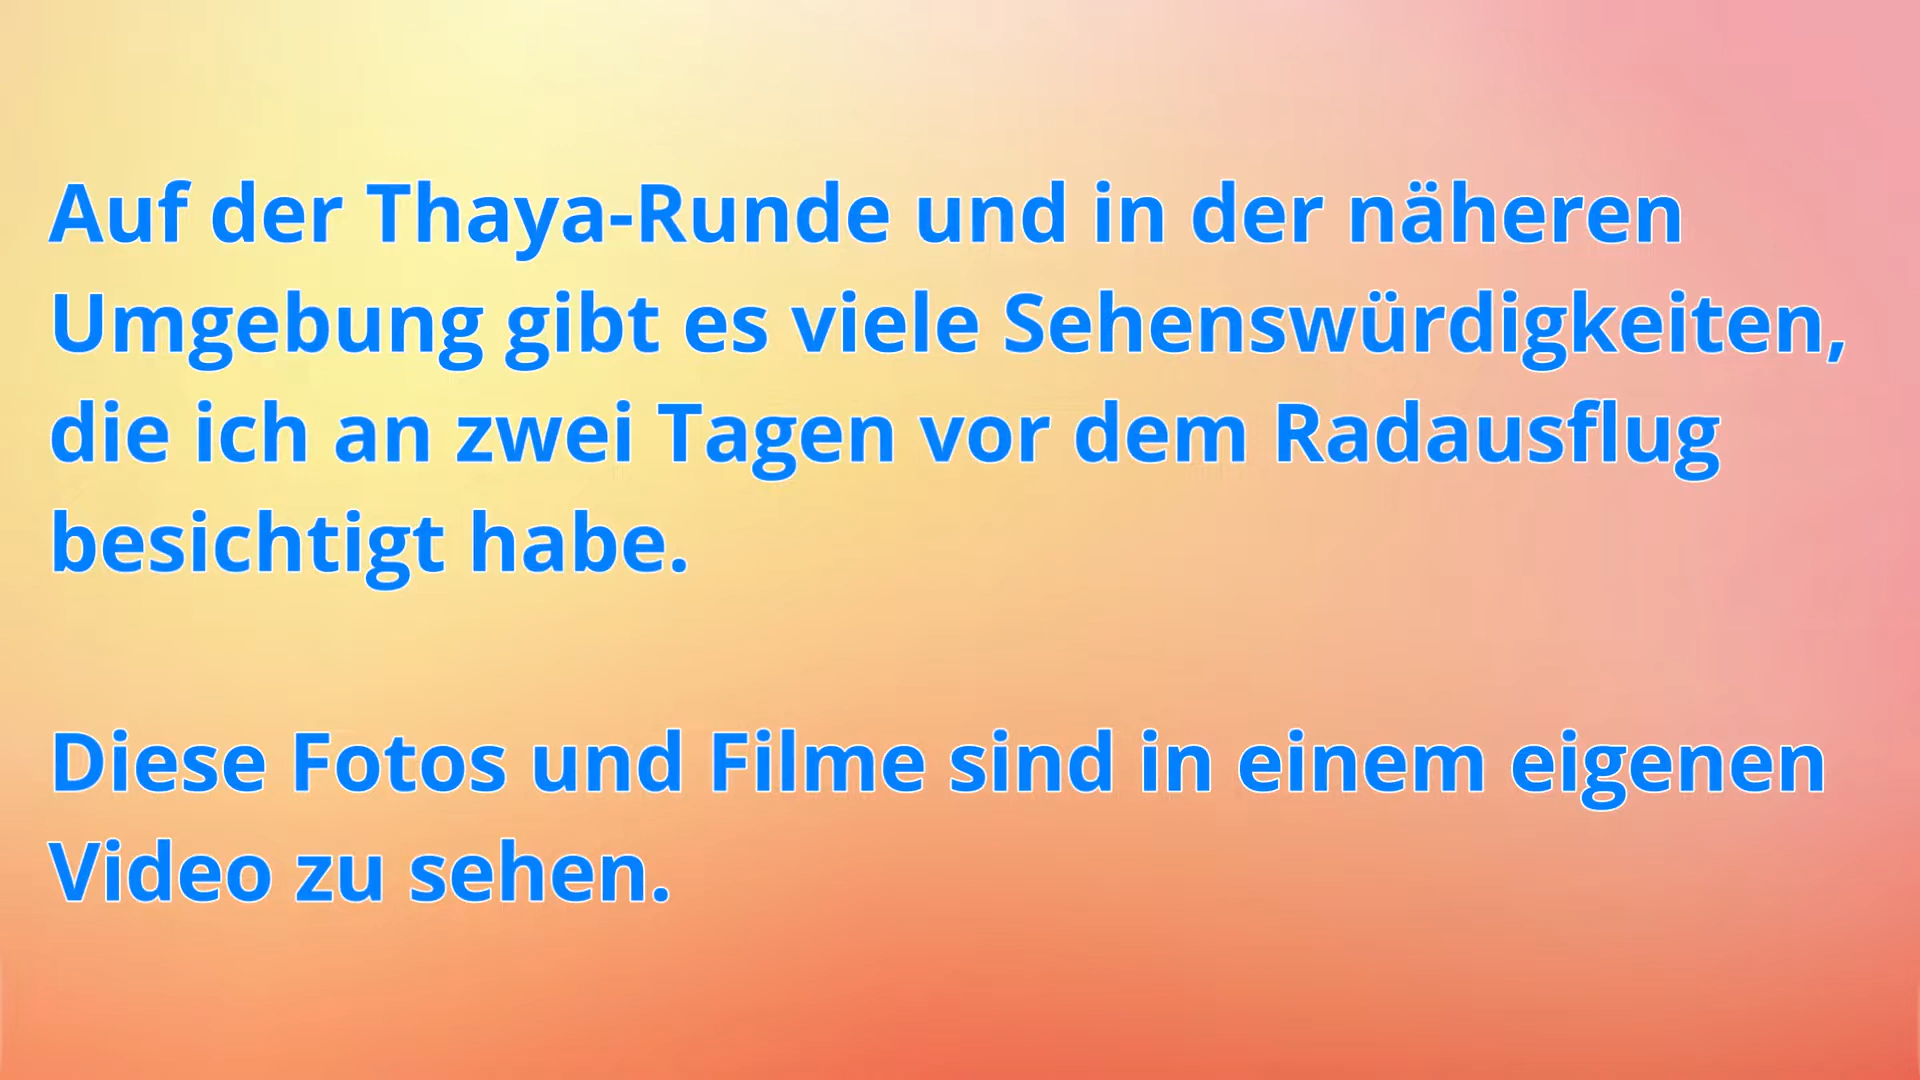 Auf der Thaya-Runde und in der näheren
Umgebung gibt es viele Sehenswürdigkeiten,
die ich an zwei Tagen vor dem Radausflug
besichtigt habe.
Diese Fotos und Filme sind in einem eigenen
Video zu sehen.